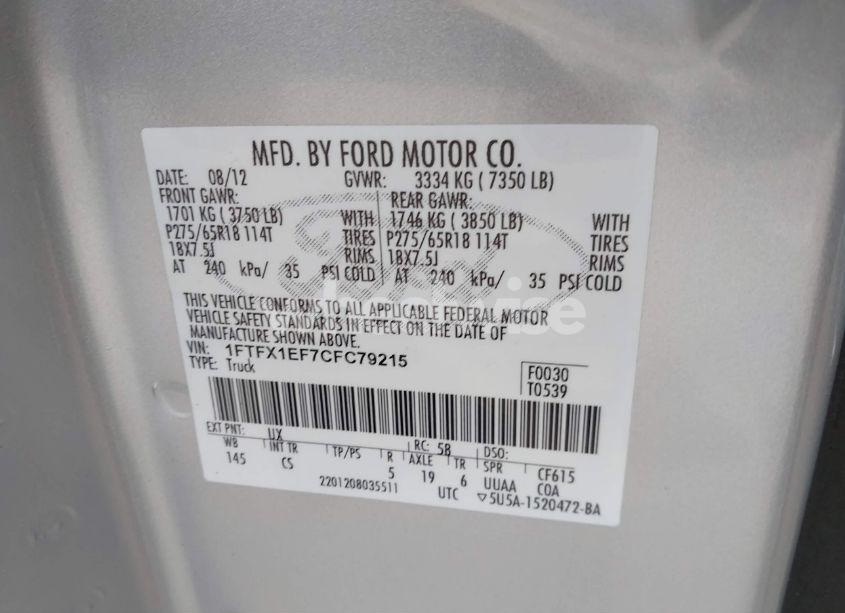 MFD. BY FORD MOTOR CO.
DATE: 08/12 GVWR: 3334 KG ( 7350 LB)
FRONT GAWR: REAR GAWR:
1701 KG ( 3750 LB) WITH 1746 KG ( 3850 LB) WITH
P275/65R18 114T TIRES P275/65R18 114T TIRES
18X7.5J RIMS 18X7.5J RIMS
AT 240 kPa/ 35 PSI COLD AT 240 kPa/ 35 PSI COLD
THIS VEHICLE CONFORMS TO ALL APPLICABLE FEDERAL MOTOR
VEHICLE SAFETY STANDARDS IN EFFECT ON THE DATE OF
MANUFACTURE SHOWN ABOVE.
VIN: 1FTFX1EF7CFC79215
TYPE: Truck
F0030
T0539
EXT PNT: UX RC: 5B DSO:
WB INT TR TP/PS R AXLE TR SPR CF615
145 CS 5 19 6 UUAA COA
2201208035511 UTC ▽5U5A-1520472-BA